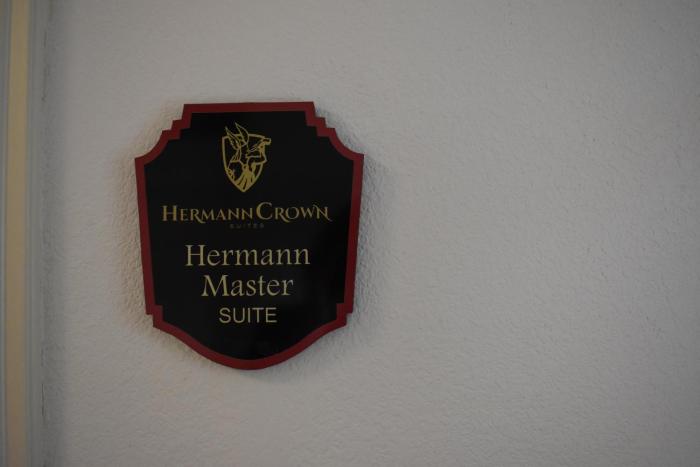 HERMANN CROWN
SUITES
Hermann
Master
SUITE